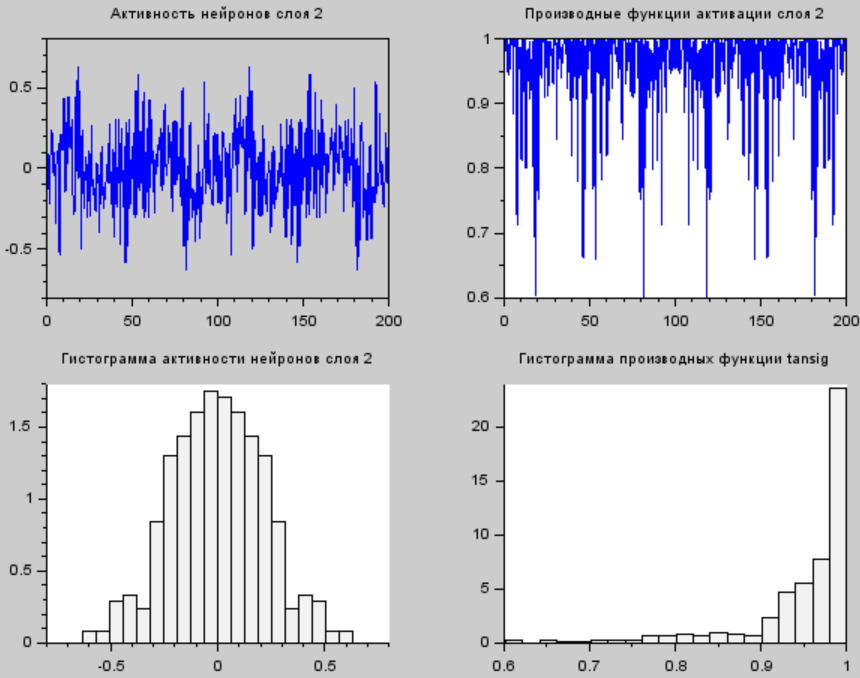 Активность нейронов слоя 2
0.5
0
-0.5
0 50 100 150 200
Производные функции активации слоя 2
1
0.9
0.8
0.7
0.6
0 50 100 150 200
Гистограмма активности нейронов слоя 2
1.5
1
0.5
0
-0.5 0 0.5
Гистограмма производных функции tansig
20
15
10
5
0
0.6 0.7 0.8 0.9 1